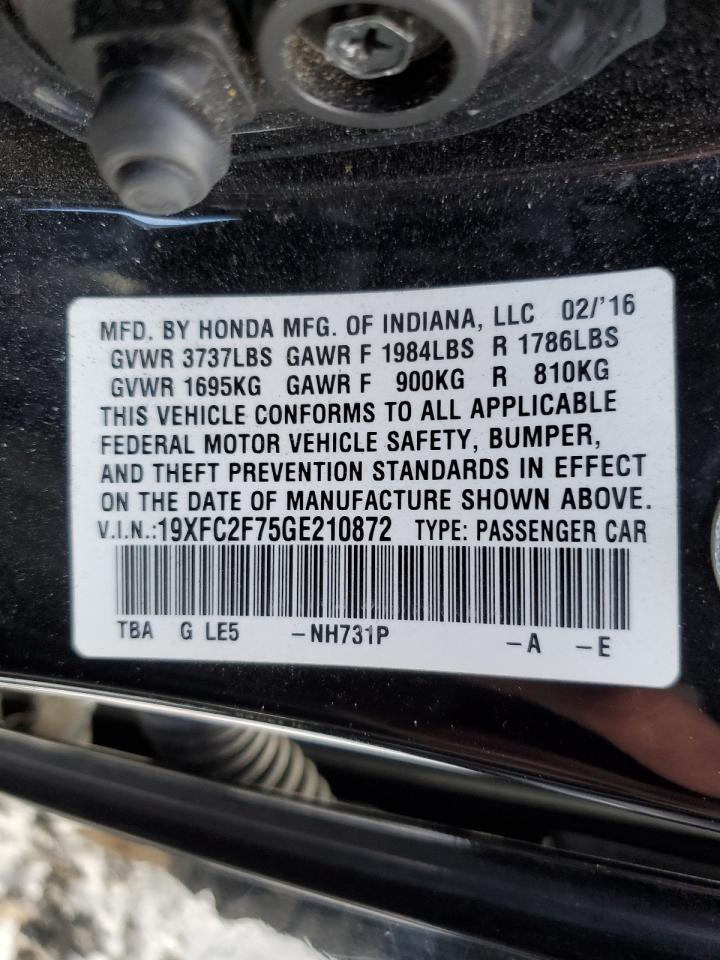 MFD. BY HONDA MFG. OF INDIANA, LLC 02/'16
GVWR 3737LBS GAWR F 1984LBS R 1786LBS
GVWR 1695KG GAWR F 900KG R 810KG
THIS VEHICLE CONFORMS TO ALL APPLICABLE
FEDERAL MOTOR VEHICLE SAFETY, BUMPER,
AND THEFT PREVENTION STANDARDS IN EFFECT
ON THE DATE OF MANUFACTURE SHOWN ABOVE.
V.I.N.:19XFC2F75GE210872 TYPE: PASSENGER CAR
TBA G LE5 -NH731P -A -E